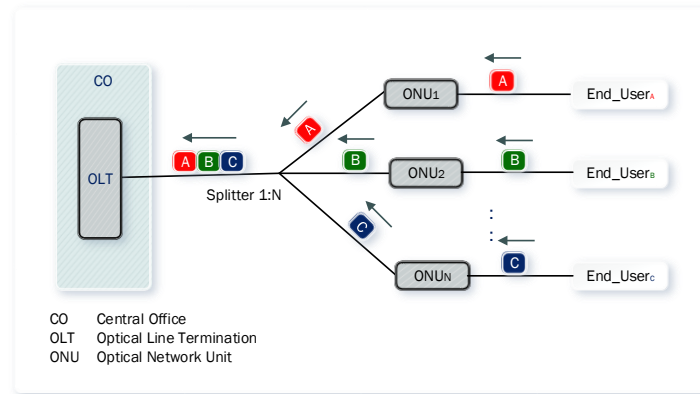 CO
OLT
A B C
Splitter 1:N
A
B
C
ONU1
ONU2
ONUN
A
B
:
:
C
End_UserA
End_UserB
End_UserC
CO Central Office
OLT Optical Line Termination
ONU Optical Network Unit